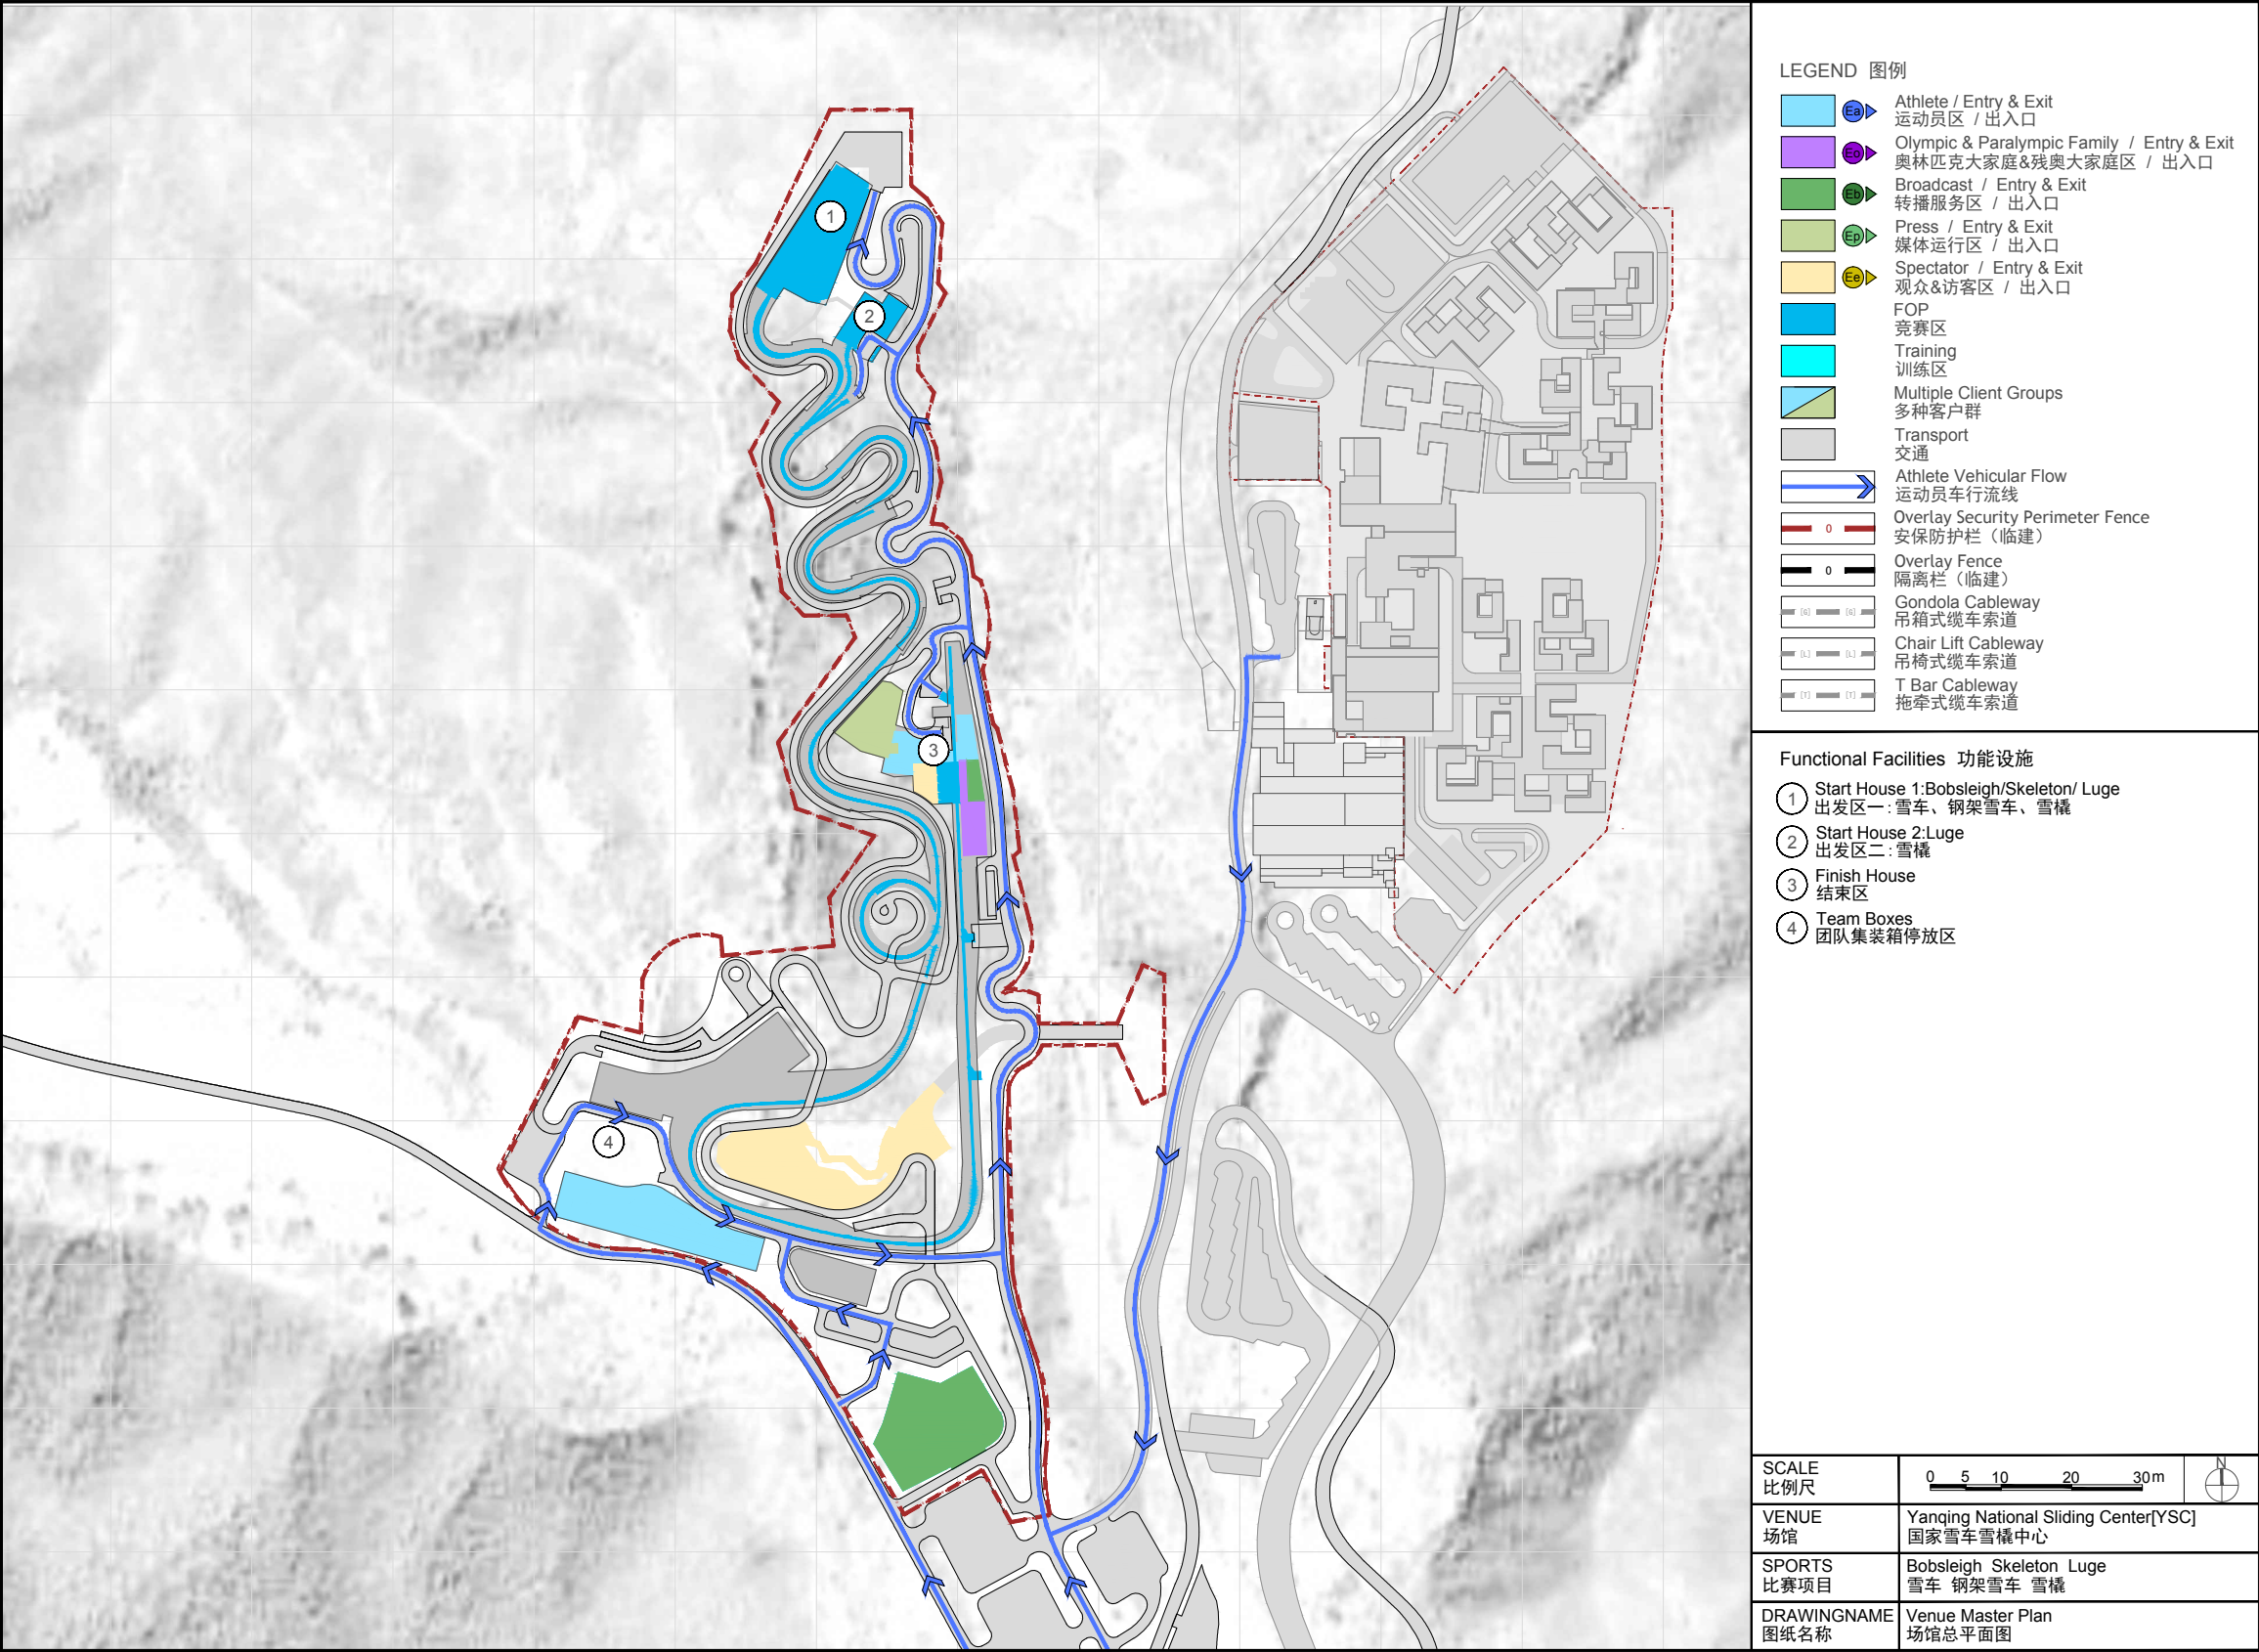 LEGEND 图例
Ea
Athlete / Entry & Exit
运动员区 / 出入口
Eo
Olympic & Paralympic Family / Entry & Exit
奥林匹克大家庭&残奥大家庭区 / 出入口
Eb
Broadcast / Entry & Exit
转播服务区 / 出入口
Ep
Press / Entry & Exit
媒体运行区 / 出入口
Ee
Spectator / Entry & Exit
观众&访客区 / 出入口
FOP
竞赛区
Training
训练区
Multiple Client Groups
多种客户群
Transport
交通
Athlete Vehicular Flow
运动员车行流线
0
Overlay Security Perimeter Fence
安保防护栏（临建）
0
Overlay Fence
隔离栏（临建）
[G] [G]
Gondola Cableway
吊箱式缆车索道
[L] [L]
Chair Lift Cableway
吊椅式缆车索道
[T] [T]
T Bar Cableway
拖牵式缆车索道
Functional Facilities 功能设施
1 Start House 1:Bobsleigh/Skeleton/ Luge
出发区一:雪车、钢架雪车、雪橇
2 Start House 2:Luge
出发区二:雪橇
3 Finish House
结束区
4 Team Boxes
团队集装箱停放区
1
2
3
4
SCALE
比例尺
0 5 10 20 30m
N
VENUE
场馆
Yanqing National Sliding Center[YSC]
国家雪车雪橇中心
SPORTS
比赛项目
Bobsleigh Skeleton Luge
雪车 钢架雪车 雪橇
DRAWINGNAME
图纸名称
Venue Master Plan
场馆总平面图